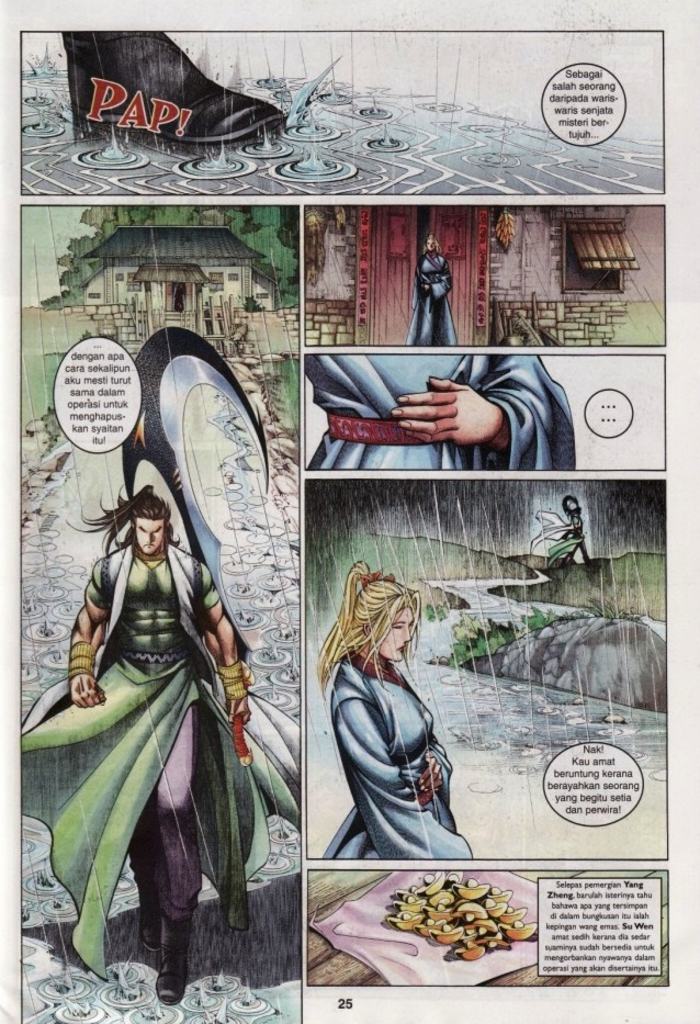 PAP!
Sebagai
salah seorang
daripada waris-
waris senjata
misteri ber-
tujuh...
...
dengan apa
cara sekalipun
aku mesti turut
sama dalam
operasi untuk
menghapus-
kan syaitan
itu!
...
...
Nak!
Kau amat
beruntung kerana
berayahkan seorang
yang begitu setia
dan perwira!
Selepas pemergian Yang
Zheng, barulah isterinya tahu
bahawa apa yang tersimpan
di dalam bungkusan itu ialah
kepingan wang emas. Su Wen
amat sedih kerana dia sedar
suaminya sudah bersedia untuk
mengorbankan nyawanya dalam
operasi yang akan disertainya itu.
25